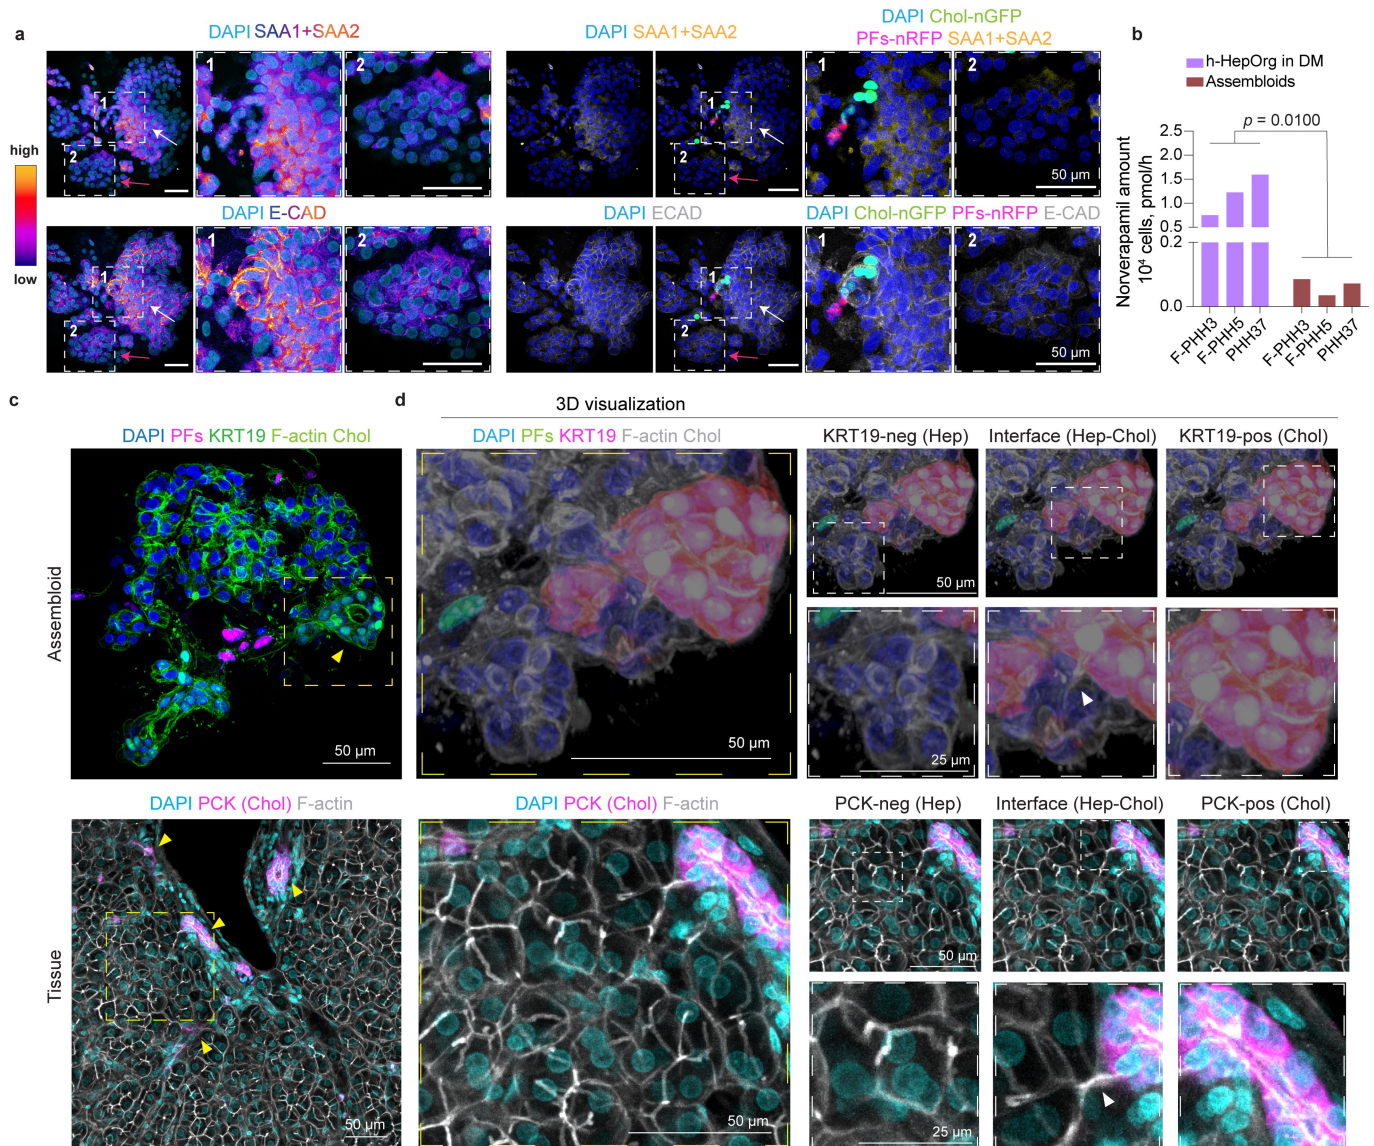 a
DAPI SAA1+SAA2
DAPI SAA1+SAA2
DAPI Chol-nGFP
PFs-nRFP SAA1+SAA2
1
2
1
2
1
2
1
2
high
low
50 µm
DAPI E-CAD
DAPI ECAD
DAPI Chol-nGFP PFs-nRFP E-CAD
1
2
1
2
1
2
1
2
50 µm
b
h-HepOrg in DM
Assembloids
p = 0.0100
2.5
2.0
1.5
1.0
0.5
0.2
0.0
Norverapamil amount
10⁴ cells, pmol/h
F-PHH3
F-PHH5
PHH37
F-PHH3
F-PHH5
PHH37
c
DAPI PFs KRT19 F-actin Chol
Assembloid
50 µm
d
3D visualization
DAPI PFs KRT19 F-actin Chol
KRT19-neg (Hep)
Interface (Hep-Chol)
KRT19-pos (Chol)
50 µm
50 µm
25 µm
DAPI PCK (Chol) F-actin
Tissue
50 µm
DAPI PCK (Chol) F-actin
PCK-neg (Hep)
Interface (Hep-Chol)
PCK-pos (Chol)
50 µm
50 µm
25 µm